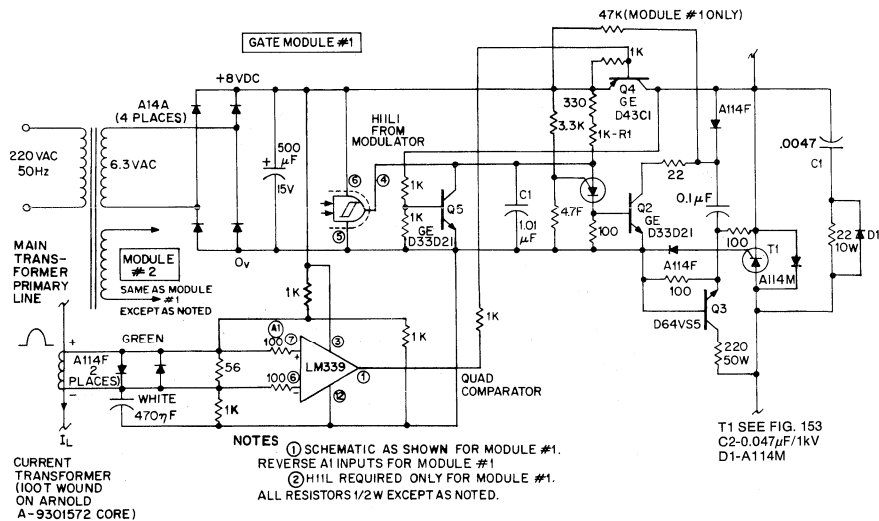 47K(MODULE #1 ONLY)
GATE MODULE #1
1K
+8VDC
Q4
GE
D43C1
A14A
(4 PLACES)
H11L1
FROM
MODULATOR
330
3.3K
1K-R1
A114F
.0047
C1
220 VAC
50Hz
6.3VAC
+
500
µF
15V
6
4
5
1K
1K
Q5
GE
D33D21
C1
1.01
µF
4.7F
100
Q2
GE
D33D21
22
0.1µF
100
T1
A114M
22
10W
D1
MODULE
# 2
SAME AS MODULE
#1
EXCEPT AS NOTED
0v
A114F
100
Q3
D64VS5
220
50W
MAIN
TRANS-
FORMER
PRIMARY
LINE
1K
1K
1K
+
GREEN
A1
100
7
3
+
LM339
1
A114F
2
PLACES)
56
100
6
-
12
QUAD
COMPARATOR
-
WHITE
470ηF
1K
IL
NOTES
1 SCHEMATIC AS SHOWN FOR MODULE #1.
REVERSE A1 INPUTS FOR MODULE #1
2 H11L REQUIRED ONLY FOR MODULE #1.
ALL RESISTORS 1/2W EXCEPT AS NOTED.
T1 SEE FIG. 153
C2-0.047µF/1kV
D1-A114M
CURRENT
TRANSFORMER
(100T WOUND
ON ARNOLD
A-9301572 CORE)